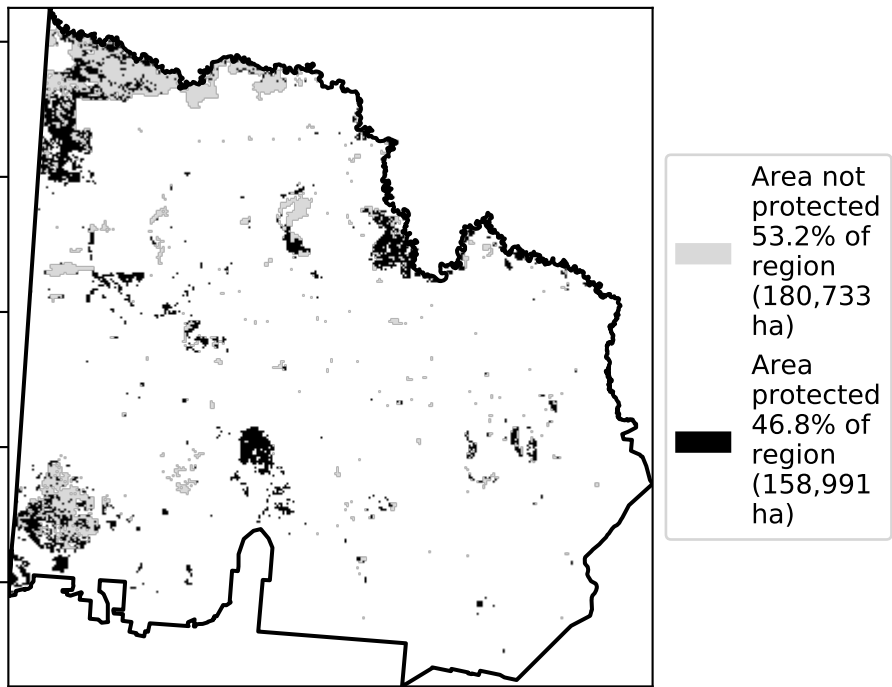 Area not
protected
53.2% of
region
(180,733
ha)
Area
protected
46.8% of
region
(158,991
ha)